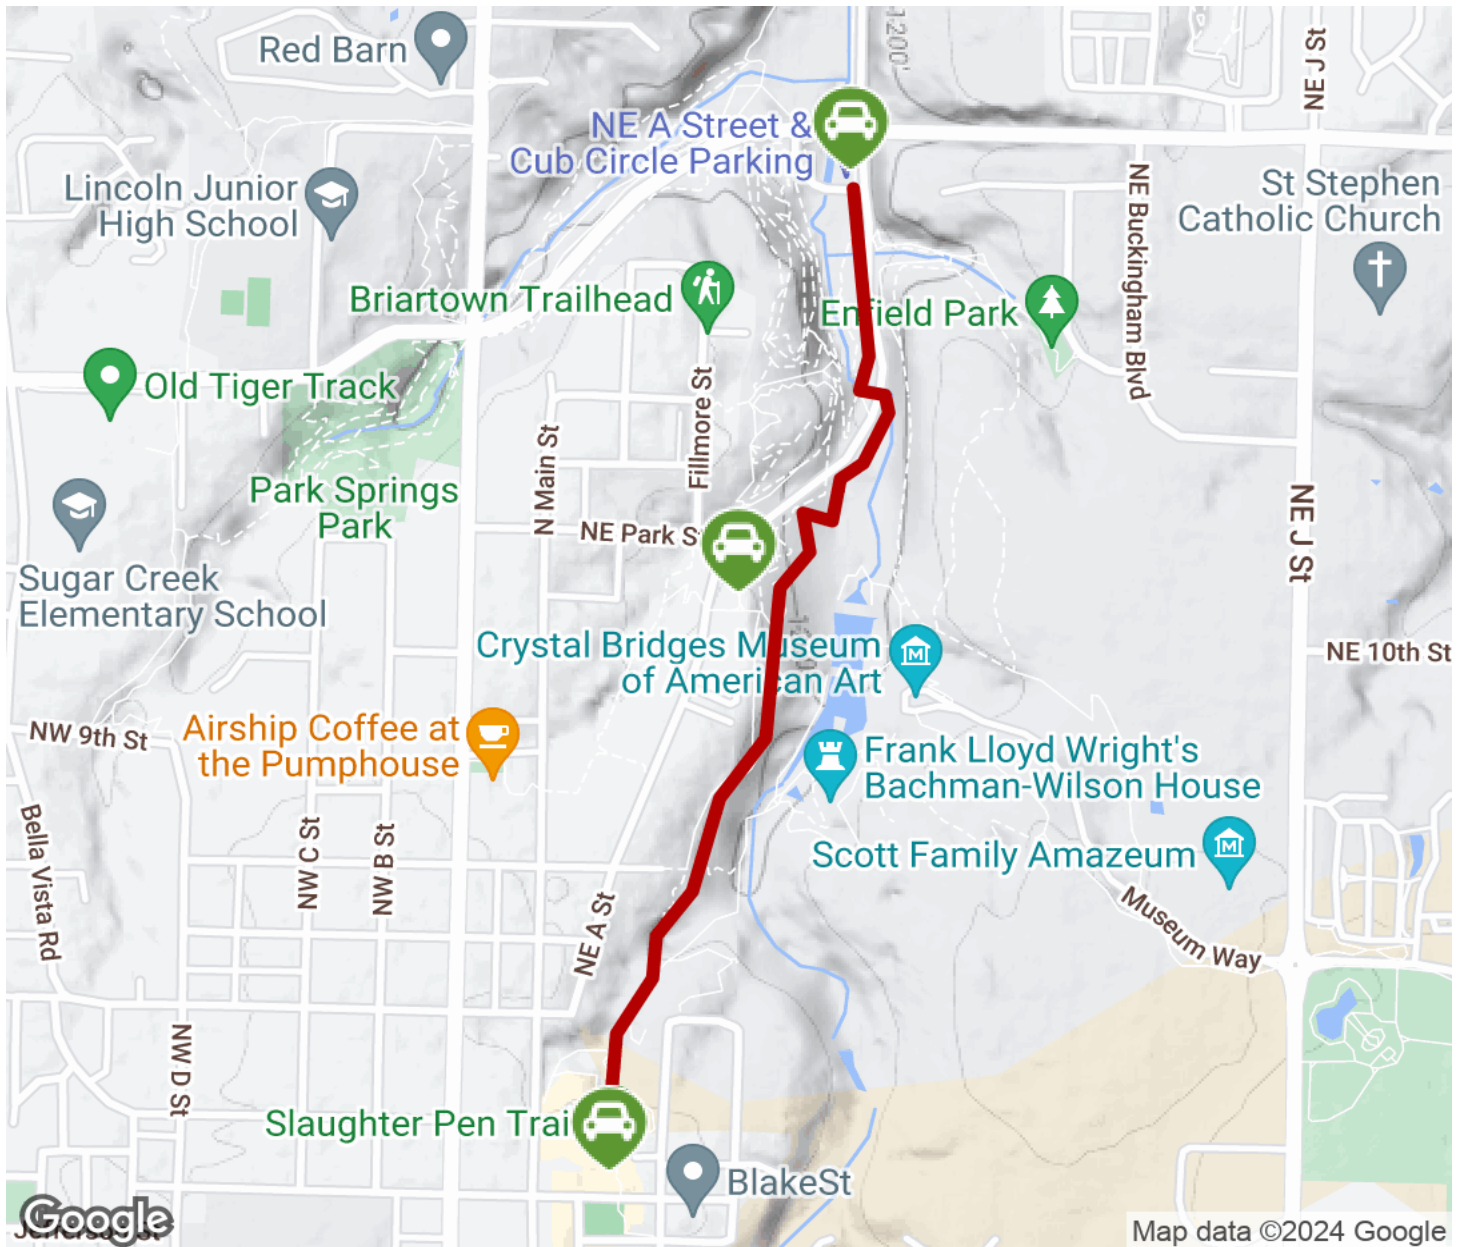 1200'
Red Barn
NE J St
NE A Street &
Cub Circle Parking
Lincoln Junior
High School
St Stephen
Catholic Church
NE Buckingham Blvd
Briartown Trailhead
Enfield Park
Old Tiger Track
Fillmore St
N Main St
Park Springs
Park
NE Park S
NE J St
Sugar Creek
Elementary School
Crystal Bridges Museum
of American Art
NE 10th St
NW 9th St
Airship Coffee at
the Pumphouse
Frank Lloyd Wright's
Bachman-Wilson House
Bella Vista Rd
NW C St
NW B St
Scott Family Amazeum
NE A St
Museum Way
NW D St
Slaughter Pen Trai
BlakeSt
Google
Jefferson St
Map data ©2024 Google